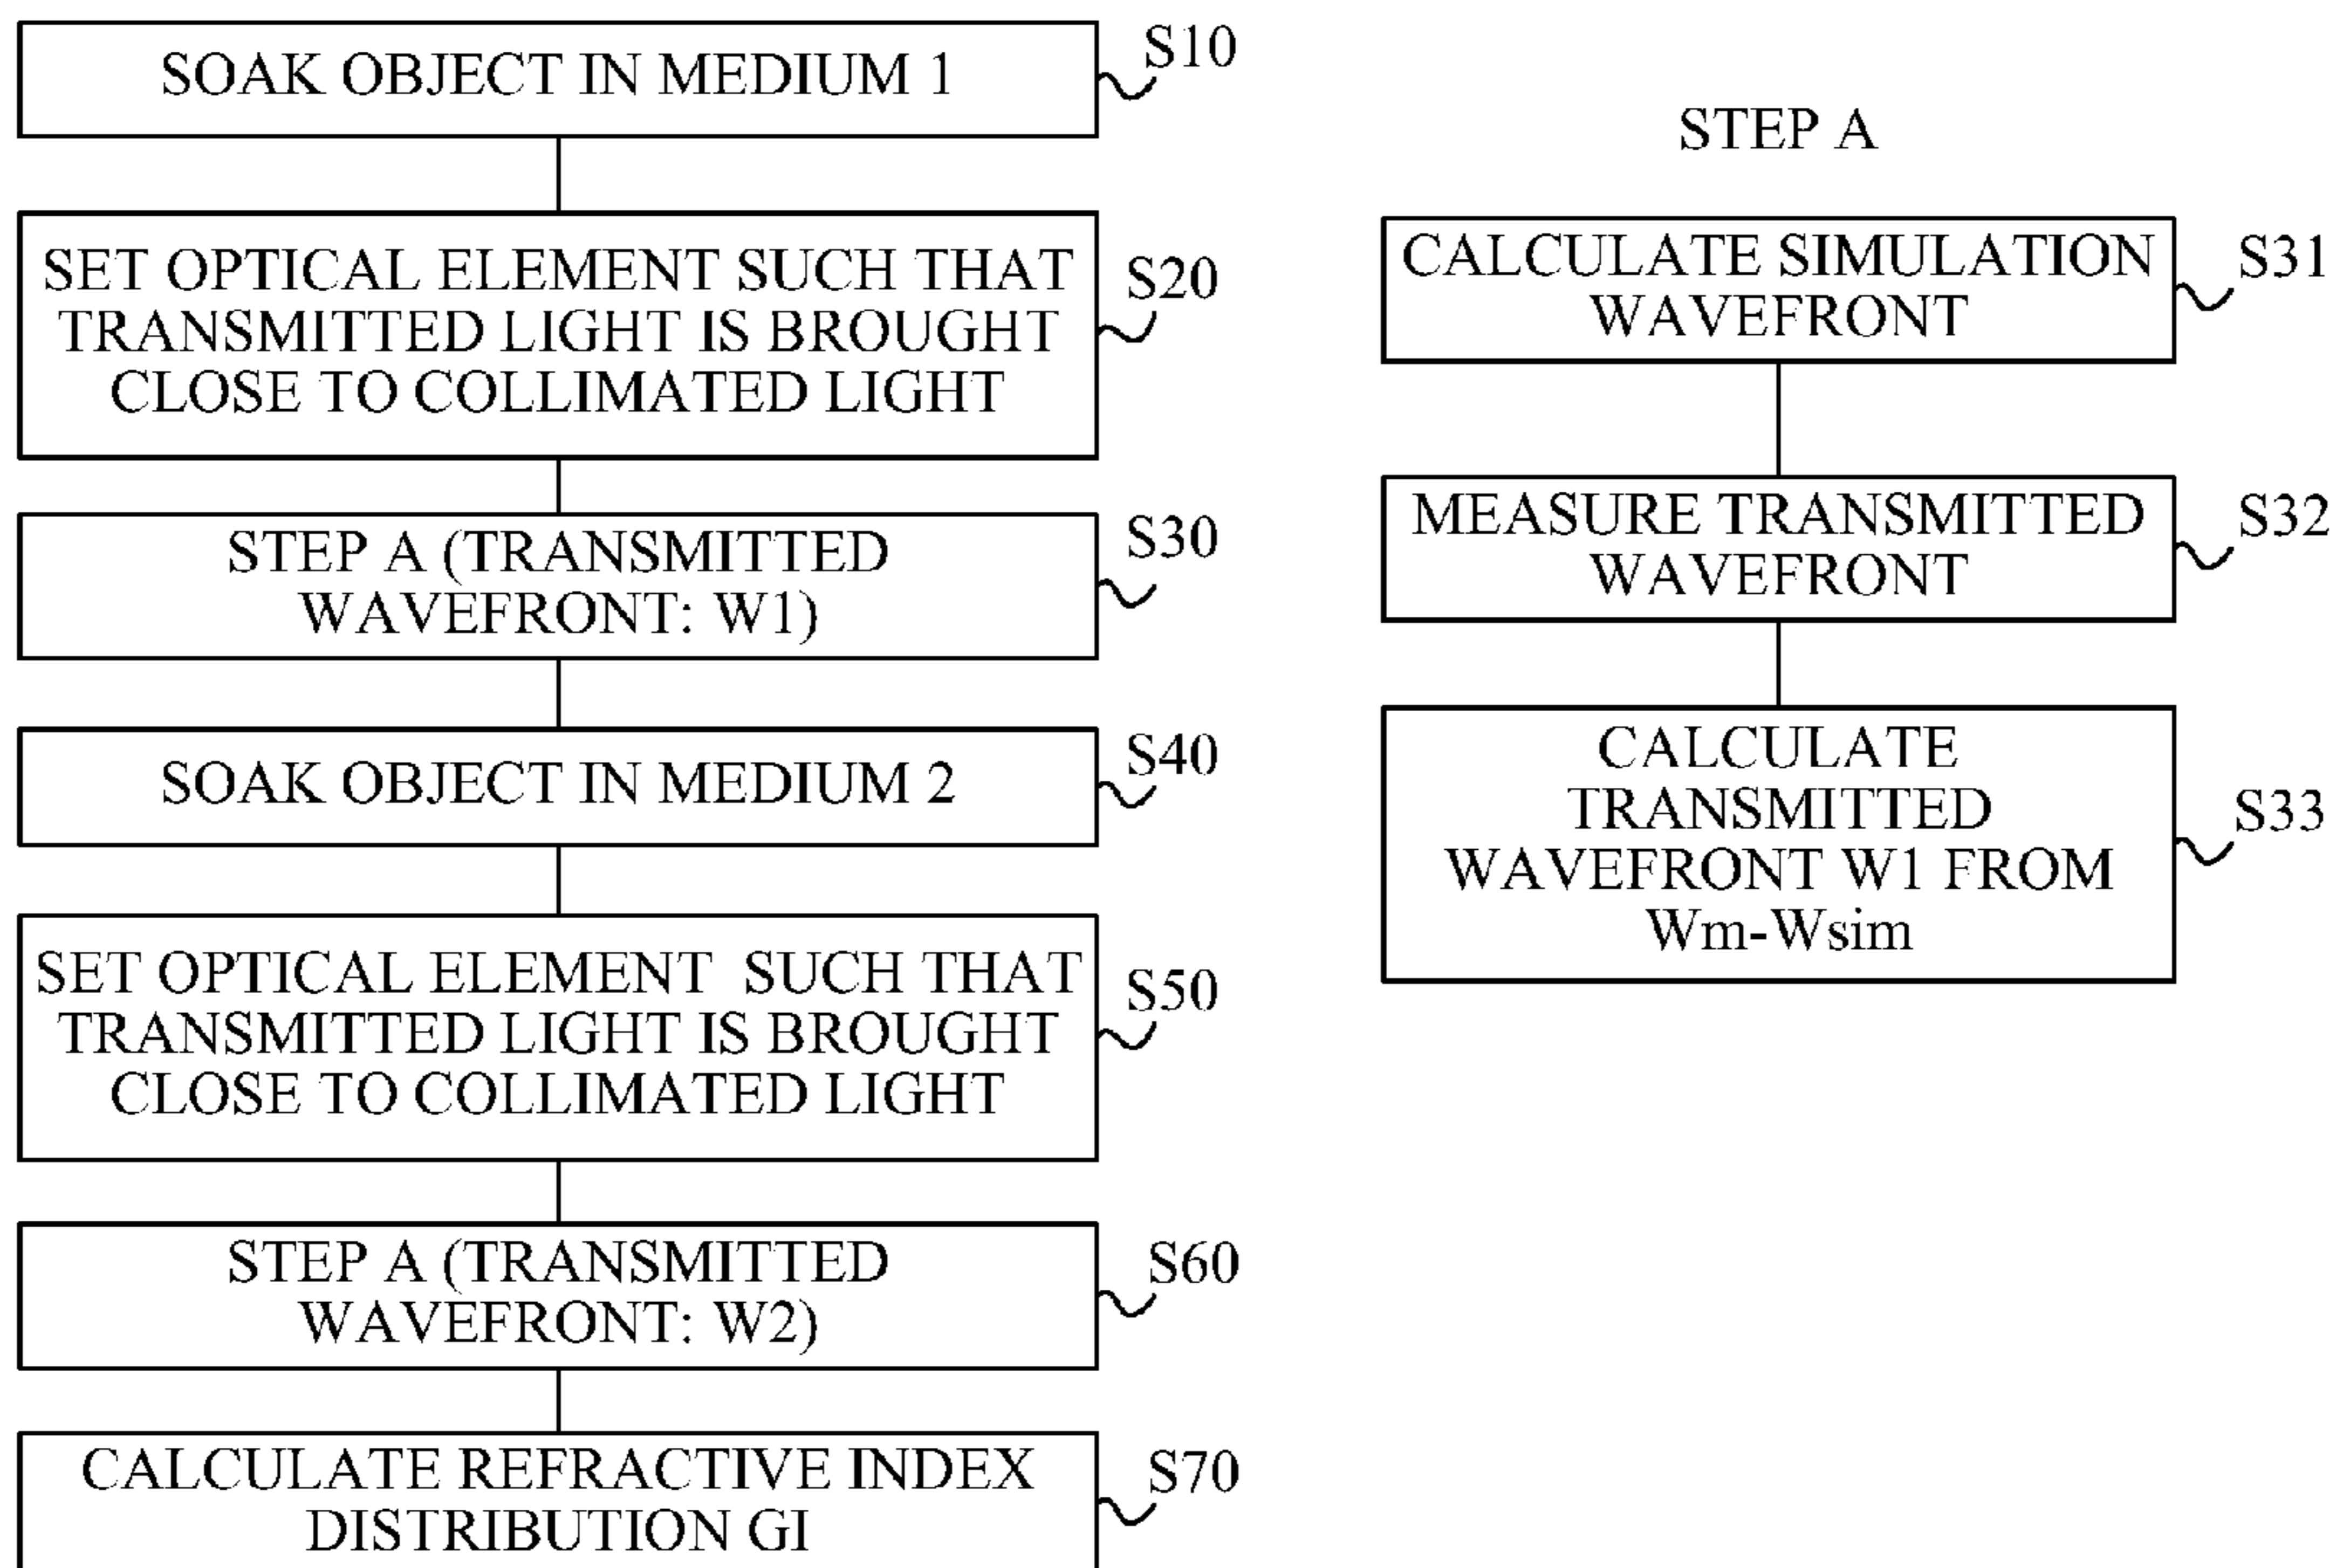 SOAK OBJECT IN MEDIUM 1
S10
SET OPTICAL ELEMENT SUCH THAT
TRANSMITTED LIGHT IS BROUGHT
CLOSE TO COLLIMATED LIGHT
S20
STEP A (TRANSMITTED
WAVEFRONT: W1)
S30
SOAK OBJECT IN MEDIUM 2
S40
SET OPTICAL ELEMENT SUCH THAT
TRANSMITTED LIGHT IS BROUGHT
CLOSE TO COLLIMATED LIGHT
S50
STEP A (TRANSMITTED
WAVEFRONT: W2)
S60
CALCULATE REFRACTIVE INDEX
DISTRIBUTION GI
S70
STEP A
CALCULATE SIMULATION
WAVEFRONT
S31
MEASURE TRANSMITTED
WAVEFRONT
S32
CALCULATE
TRANSMITTED
WAVEFRONT W1 FROM
Wm-Wsim
S33